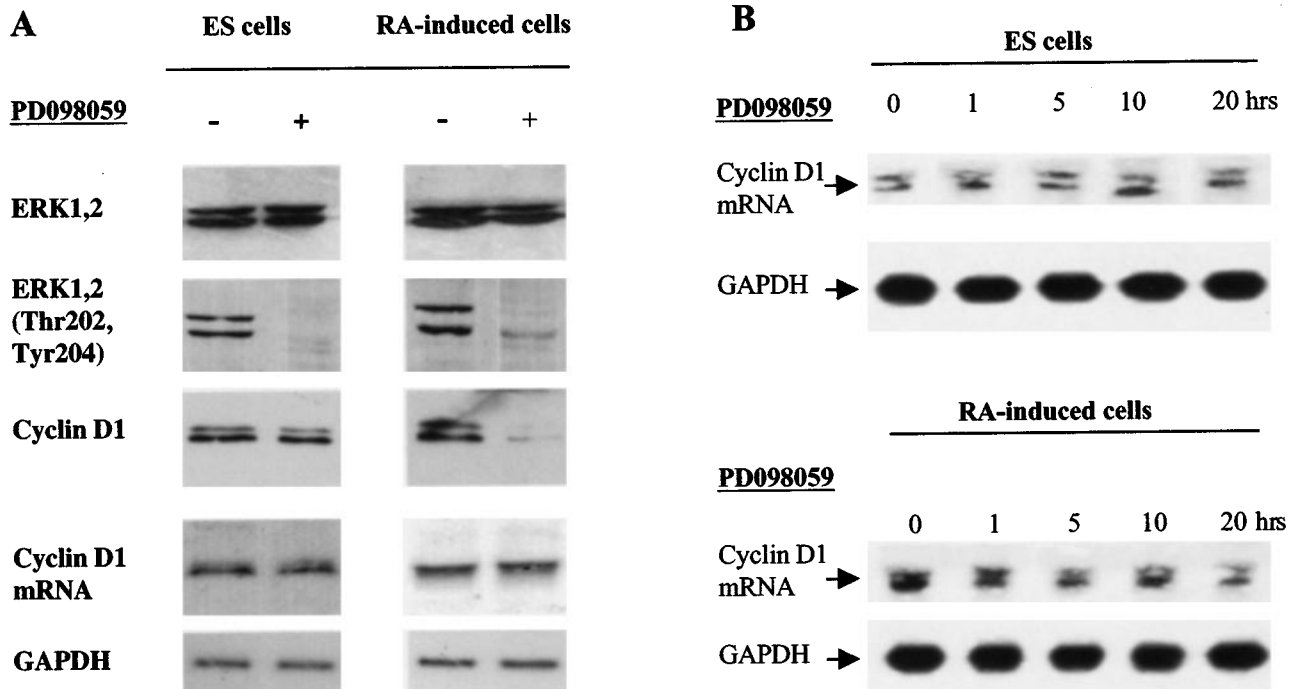 A
ES cells RA-induced cells
PD098059
- + - +
ERK1,2
ERK1,2
(Thr202,
Tyr204)
Cyclin D1
Cyclin D1
mRNA
GAPDH
B
ES cells
PD098059 0 1 5 10 20 hrs
Cyclin D1
mRNA
GAPDH
RA-induced cells
PD098059
0 1 5 10 20 hrs
Cyclin D1
mRNA
GAPDH